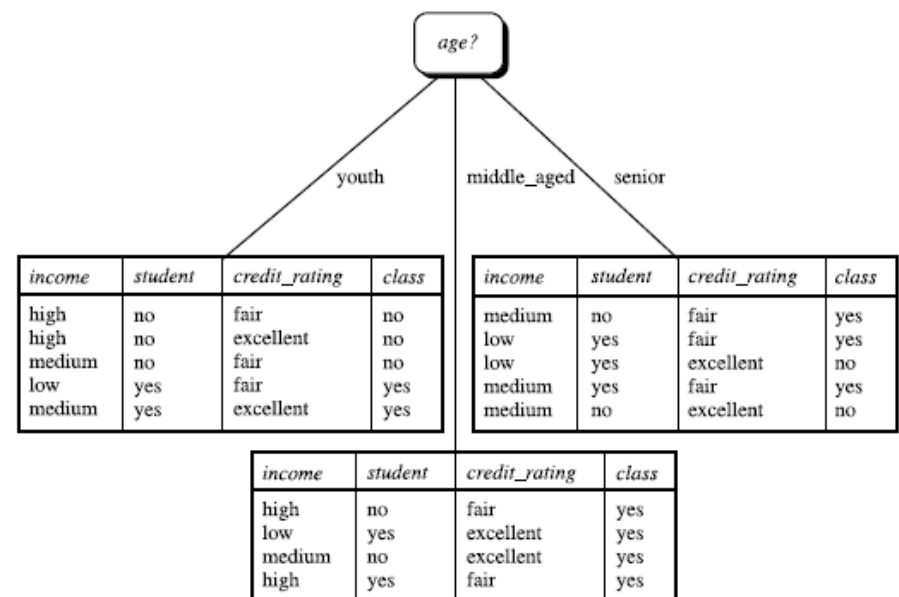 age?
youth
middle_aged
senior
income student credit_rating class
high no fair no
high no excellent no
medium no fair no
low yes fair yes
medium yes excellent yes
income student credit_rating class
medium no fair yes
low yes fair yes
low yes excellent no
medium yes fair yes
medium no excellent no
income student credit_rating class
high no fair yes
low yes excellent yes
medium no excellent yes
high yes fair yes